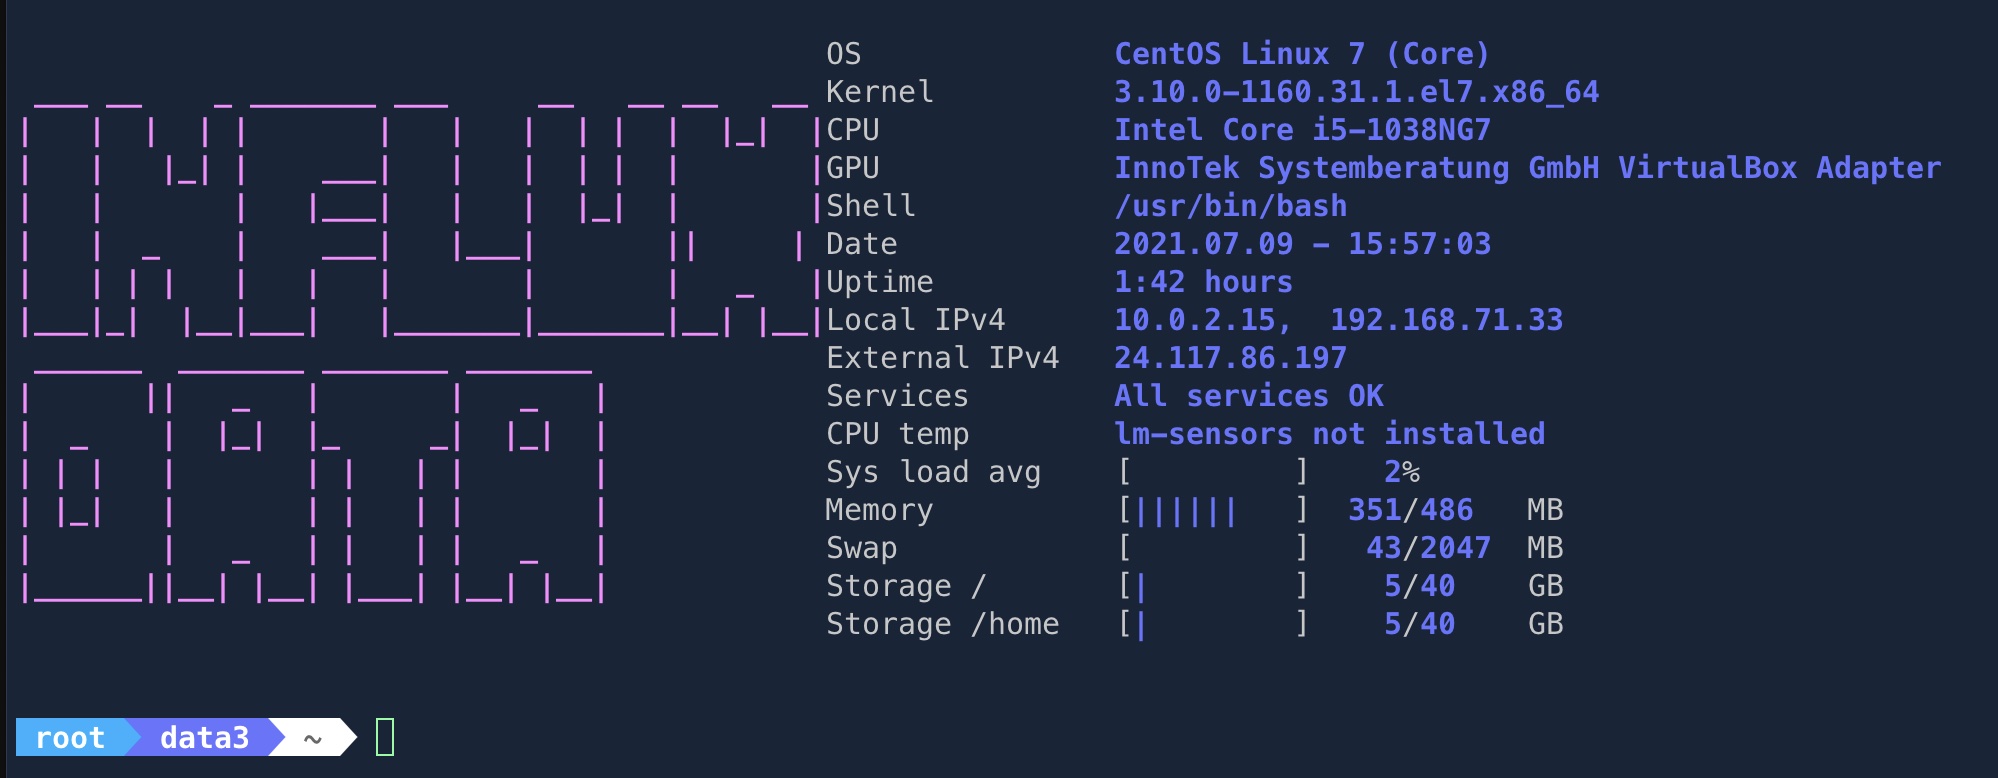 OS CentOS Linux 7 (Core)
Kernel 3.10.0-1160.31.1.el7.x86_64
CPU Intel Core i5-1038NG7
GPU InnoTek Systemberatung GmbH VirtualBox Adapter
Shell /usr/bin/bash
Date 2021.07.09 - 15:57:03
Uptime 1:42 hours
Local IPv4 10.0.2.15, 192.168.71.33
External IPv4 24.117.86.197
Services All services OK
CPU temp lm-sensors not installed
Sys load avg [ ] 2%
Memory [|||||| ] 351/486 MB
Swap [ ] 43/2047 MB
Storage / [| ] 5/40 GB
Storage /home [| ] 5/40 GB
DATA
root data3 ~